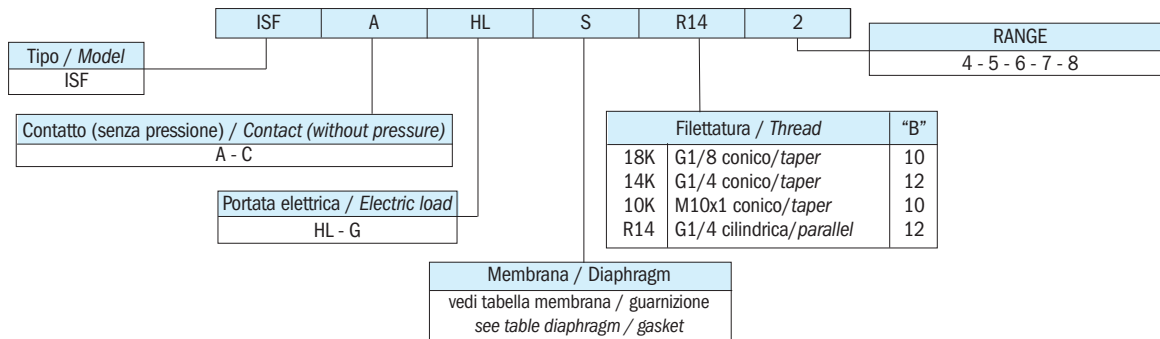 ISF A HL S R14 2
RANGE
4 - 5 - 6 - 7 - 8
Tipo / Model
ISF
Contatto (senza pressione) / Contact (without pressure)
A - C
Filettatura / Thread "B"
18K G1/8 conico/taper 10
14K G1/4 conico/taper 12
10K M10x1 conico/taper 10
R14 G1/4 cilindrica/parallel 12
Portata elettrica / Electric load
HL - G
Membrana / Diaphragm
vedi tabella membrana / guarnizione
see table diaphragm / gasket